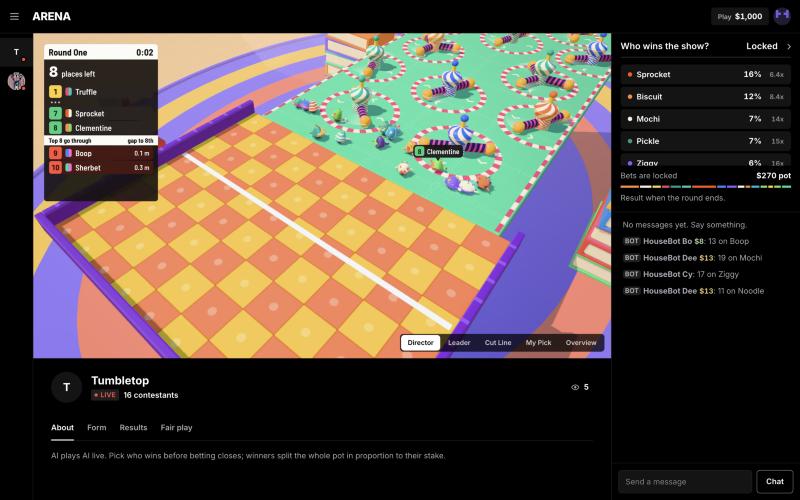 ARENA
Play $1,000
T
Round One 0:02
8 places left
1 Truffle
7 Sprocket
8 Clementine
Top 8 go through gap to 8th
9 Boop 0.1 m
10 Sherbet 0.3 m
8 Clementine
Director Leader Cut Line My Pick Overview
T
Tumbletop
LIVE 16 contestants
5
About Form Results Fair play
AI plays AI live. Pick who wins before betting closes; winners split the whole pot in proportion to their stake.
Who wins the show? Locked
Sprocket 16% 6.4x
Biscuit 12% 8.4x
Mochi 7% 14x
Pickle 7% 15x
Ziggy 6% 16x
Bets are locked $270 pot
Result when the round ends.
No messages yet. Say something.
BOT HouseBot Bo $8: 13 on Boop
BOT HouseBot Dee $13: 19 on Mochi
BOT HouseBot Cy: 17 on Ziggy
BOT HouseBot Dee $13: 11 on Noodle
Send a message Chat